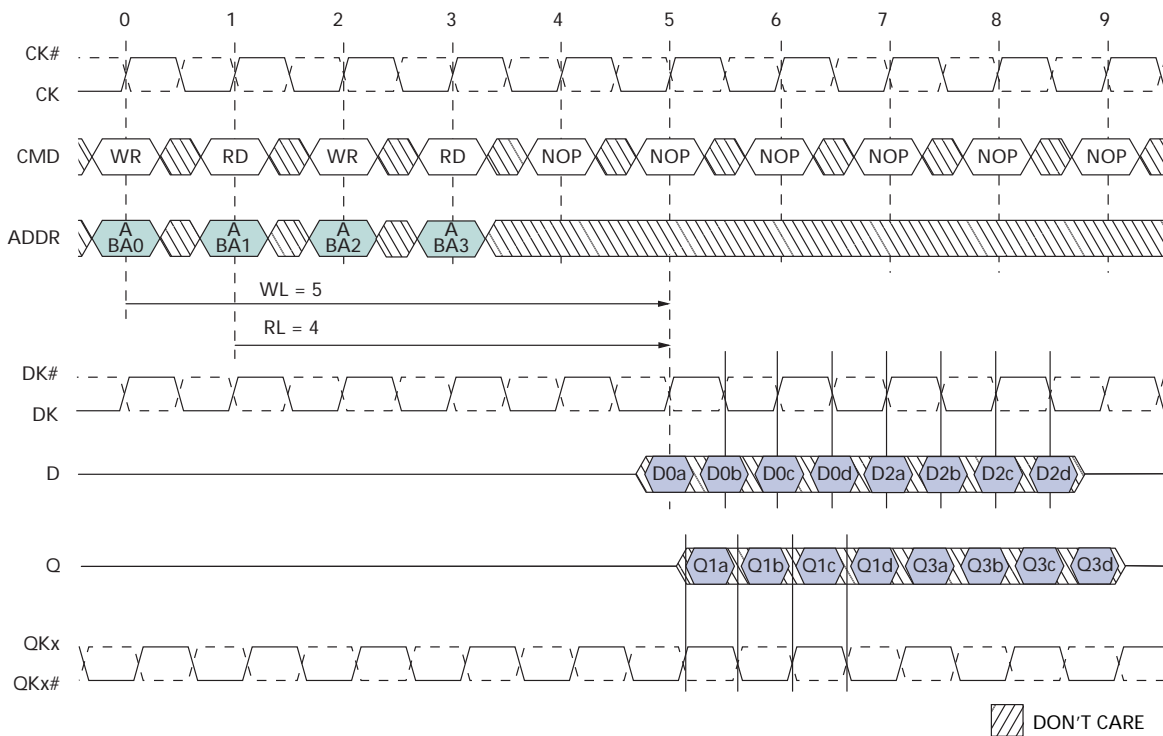 0 1 2 3 4 5 6 7 8 9
CK#
CK
CMD WR RD WR RD NOP NOP NOP NOP NOP NOP
ADDR A BA0 A BA1 A BA2 A BA3
WL = 5
RL = 4
DK#
DK
D D0a D0b D0c D0d D2a D2b D2c D2d
Q Q1a Q1b Q1c Q1d Q3a Q3b Q3c Q3d
QKx
QKx#
DON'T CARE